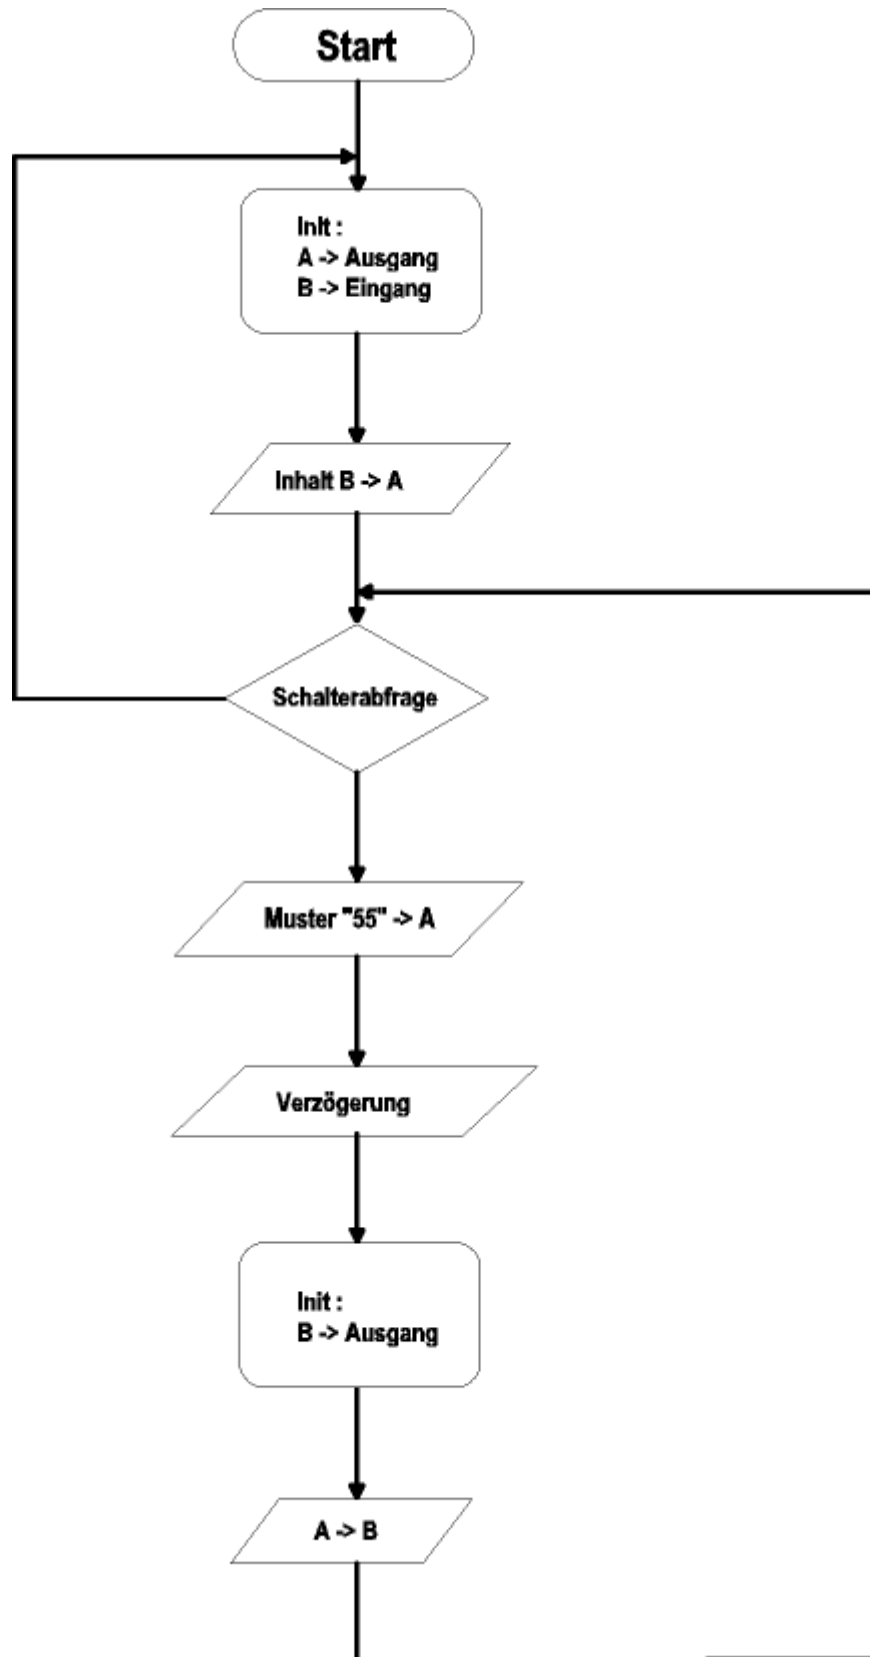 Start
Init :
A -> Ausgang
B -> Eingang
Inhalt B -> A
Schalterabfrage
Muster "55" -> A
Verzögerung
Init :
B -> Ausgang
A -> B